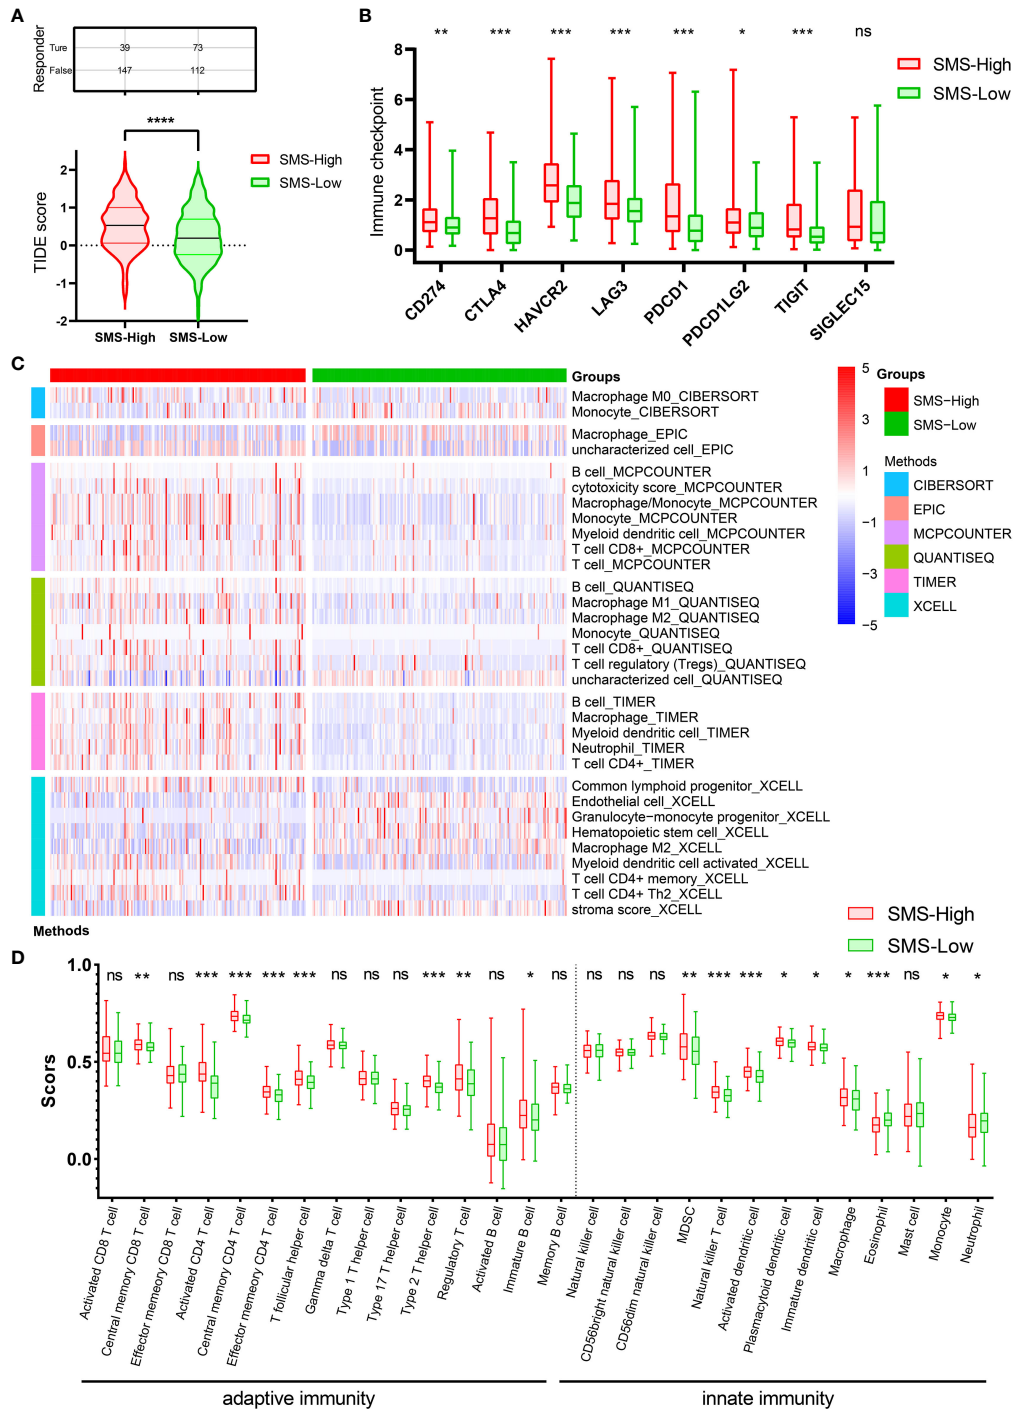 A
Responder
Ture 39 73
False 147 112
****
SMS-High
SMS-Low
TIDE score
2
1
0
-1
-2
SMS-High SMS-Low
B
** *** *** *** *** * *** ns
SMS-High
SMS-Low
Immune checkpoint
8
6
4
2
0
CD274 CTLA4 HAVCR2 LAG3 PDCD1 PDCD1LG2 TIGIT SIGLEC15
C
Groups
Macrophage M0_CIBERSORT
Monocyte_CIBERSORT
Macrophage_EPIC
uncharacterized cell_EPIC
B cell_MCPCOUNTER
cytotoxicity score_MCPCOUNTER
Macrophage/Monocyte_MCPCOUNTER
Monocyte_MCPCOUNTER
Myeloid dendritic cell_MCPCOUNTER
T cell CD8+_MCPCOUNTER
T cell_MCPCOUNTER
B cell_QUANTISEQ
Macrophage M1_QUANTISEQ
Macrophage M2_QUANTISEQ
Monocyte_QUANTISEQ
T cell CD8+_QUANTISEQ
T cell regulatory (Tregs)_QUANTISEQ
uncharacterized cell_QUANTISEQ
B cell_TIMER
Macrophage_TIMER
Myeloid dendritic cell_TIMER
Neutrophil_TIMER
T cell CD4+_TIMER
Common lymphoid progenitor_XCELL
Endothelial cell_XCELL
Granulocyte−monocyte progenitor_XCELL
Hematopoietic stem cell_XCELL
Macrophage M2_XCELL
Myeloid dendritic cell activated_XCELL
T cell CD4+ memory_XCELL
T cell CD4+ Th2_XCELL
stroma score_XCELL
Methods
5
3
1
−1
−3
−5
Groups
SMS−High
SMS−Low
Methods
CIBERSORT
EPIC
MCPCOUNTER
QUANTISEQ
TIMER
XCELL
SMS-High
SMS-Low
D
ns ** ns *** *** *** *** ns ns ns *** ** ns * ns ns ns ns ** *** *** * * * *** ns * *
Scors
1.0
0.5
0.0
Activated CD8 T cell
Central memory CD8 T cell
Effector memeory CD8 T cell
Activated CD4 T cell
Central memory CD4 T cell
Effector memeory CD4 T cell
T follicular helper cell
Gamma delta T cell
Type 1 T helper cell
Type 17 T helper cell
Type 2 T helper cell
Regulatory T cell
Activated B cell
Immature B cell
Memory B cell
Natural killer cell
CD56bright natural killer cell
CD56dim natural killer cell
MDSC
Natural killer T cell
Activated dendritic cell
Plasmacytoid dendritic cell
Immature dendritic cell
Macrophage
Eosinophil
Mast cell
Monocyte
Neutrophil
adaptive immunity
innate immunity